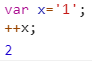 var x='1';
++x;
2